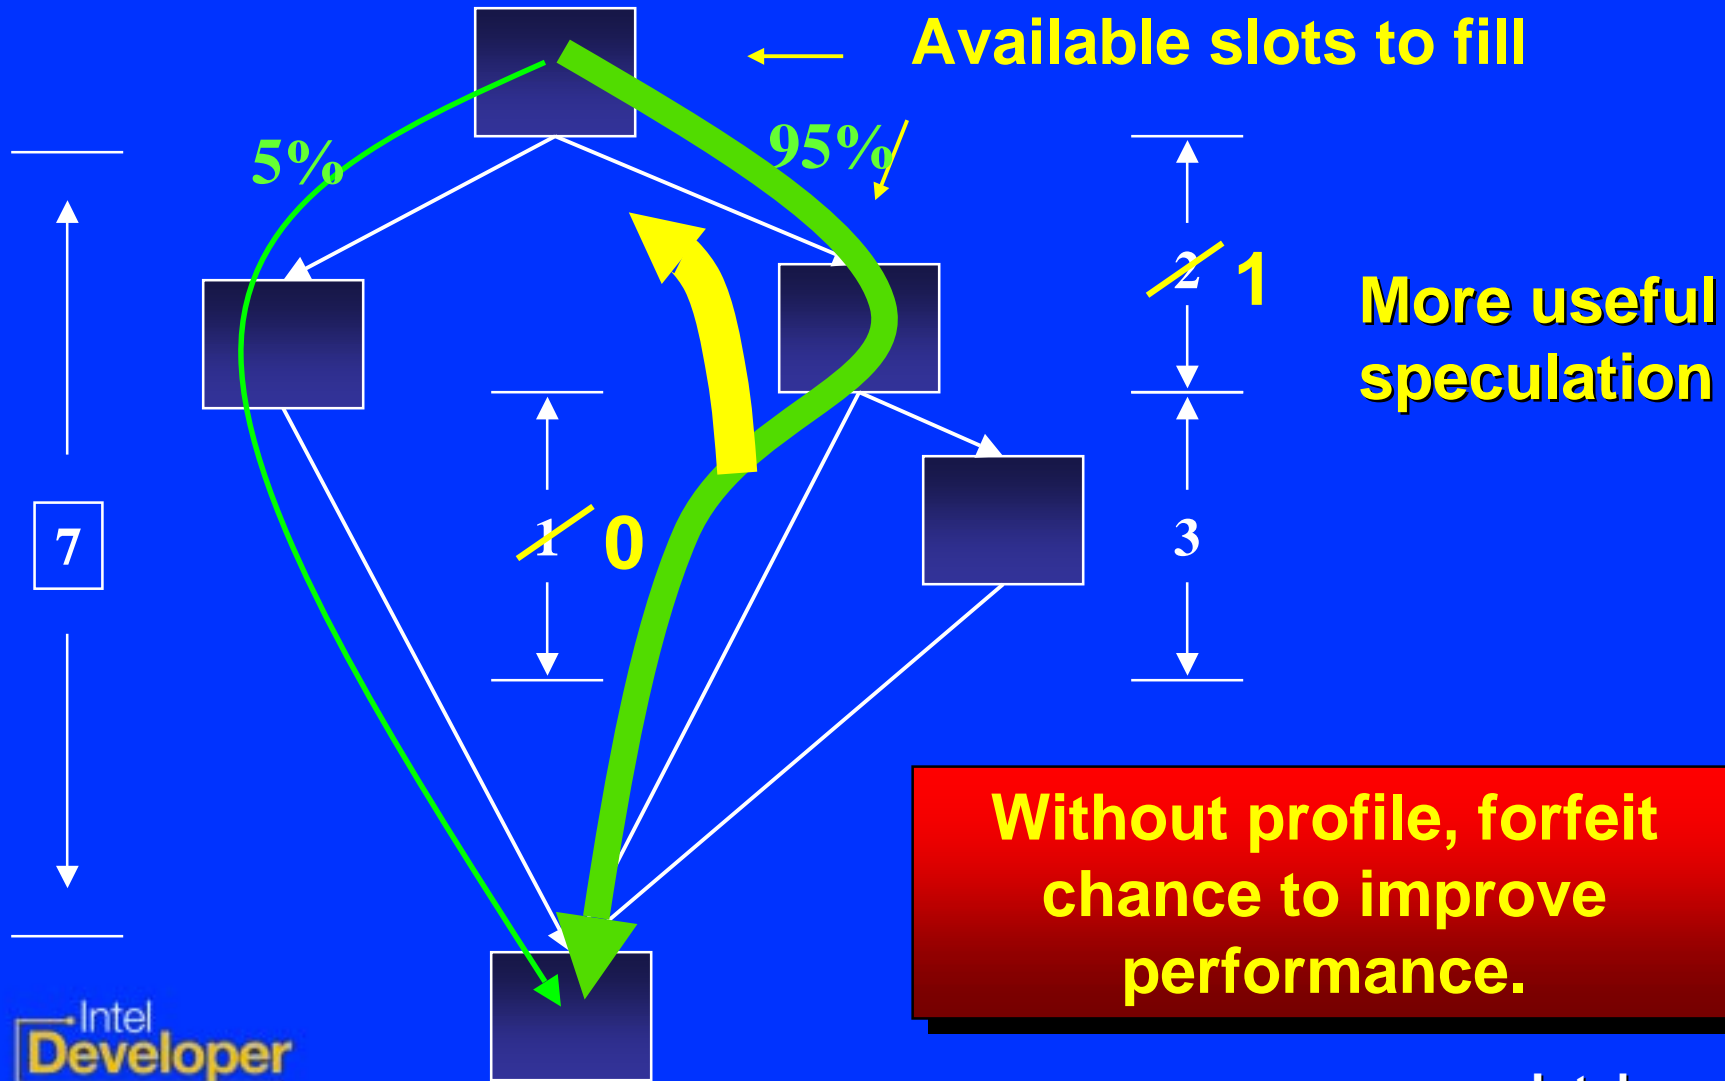 Available slots to fill
5%
95%
2 1
More useful
speculation
7
1 0
3
Without profile, forfeit
chance to improve
performance.
Intel
Developer